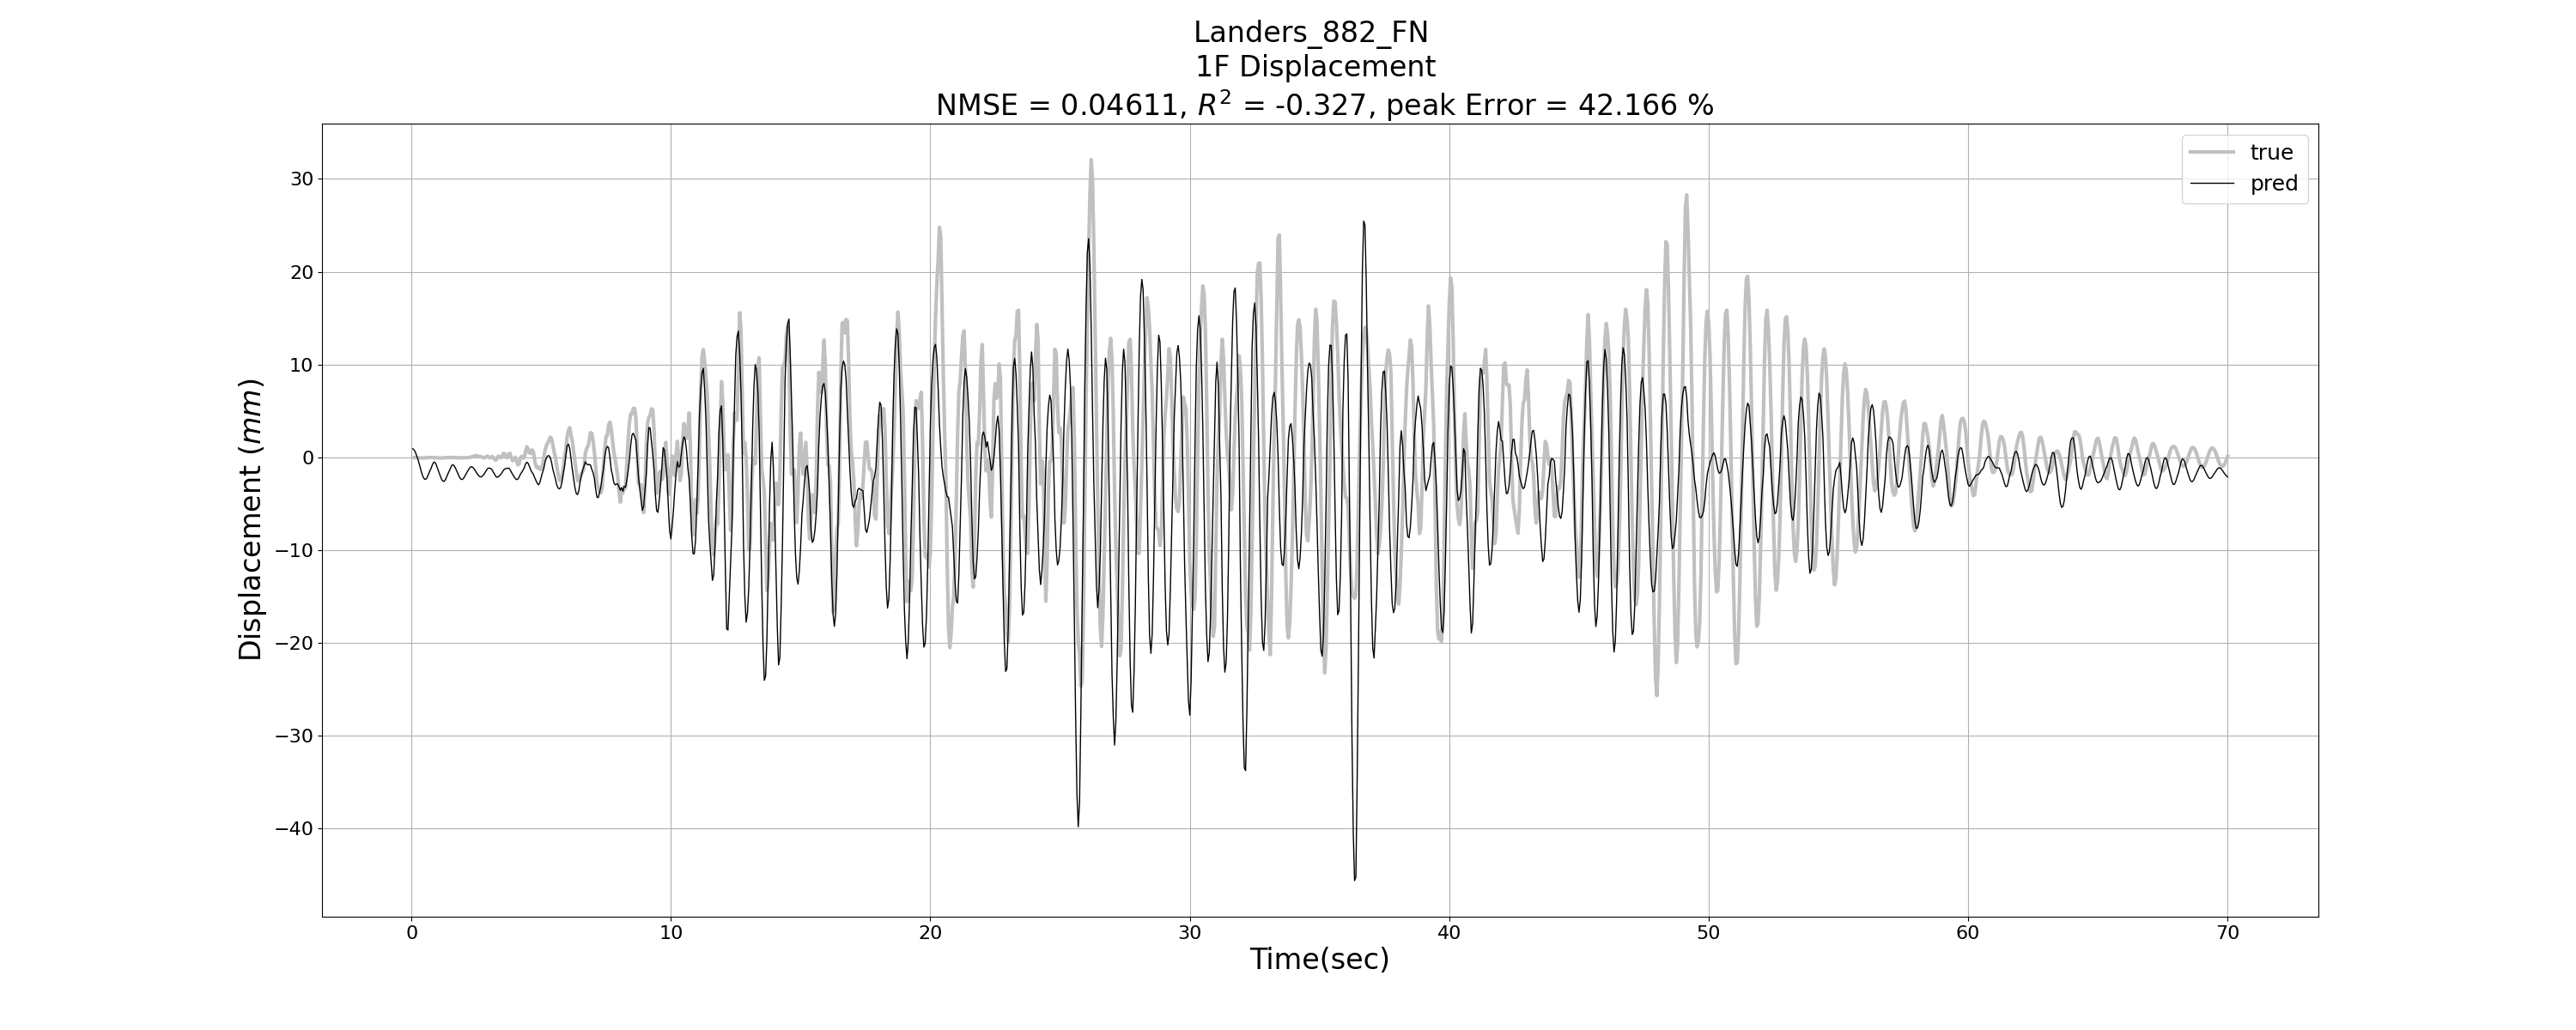 Landers_882_FN
1F Displacement
NMSE = 0.04611, R² = -0.327, peak Error = 42.166 %
true
pred
30
20
10
0
−10
−20
−30
−40
Displacement (mm)
0 10 20 30 40 50 60 70
Time(sec)